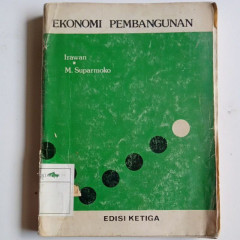 EKONOMI PEMBANGUNAN
Irawan
M. Suparmoko
EDISI KETIGA